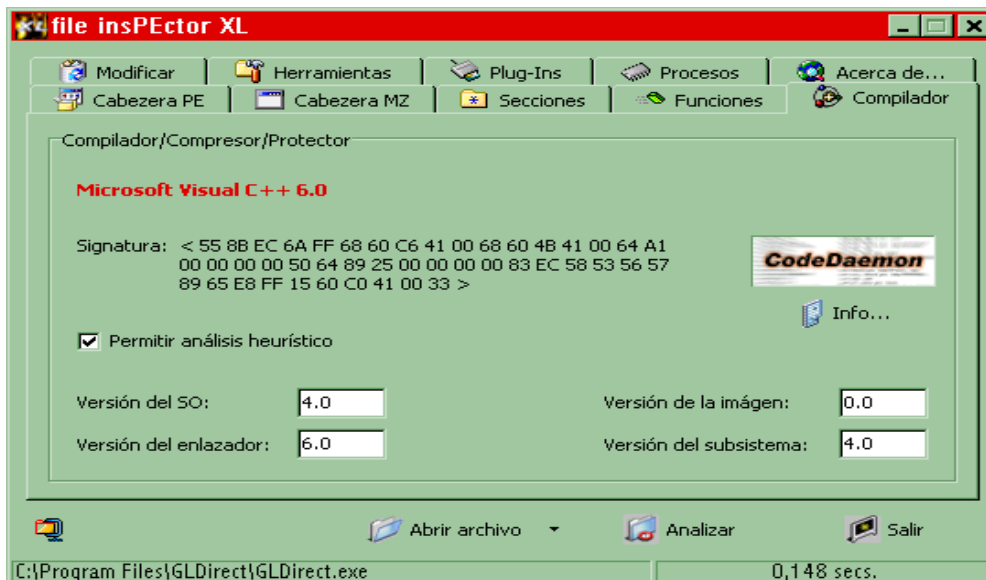 file insPEctor XL
Modificar
Herramientas
Plug-Ins
Procesos
Acerca de...
Cabezera PE
Cabezera MZ
Secciones
Funciones
Compilador
Compilador/Compresor/Protector
Microsoft Visual C++ 6.0
Signatura: < 55 8B EC 6A FF 68 60 C6 41 00 68 60 4B 41 00 64 A1
00 00 00 00 50 64 89 25 00 00 00 00 83 EC 58 53 56 57
89 65 E8 FF 15 60 C0 41 00 33 >
CodeDaemon
Info...
Permitir análisis heurístico
Versión del SO: 4.0
Versión de la imágen: 0.0
Versión del enlazador: 6.0
Versión del subsistema: 4.0
Abrir archivo
Analizar
Salir
C:\Program Files\GLDirect\GLDirect.exe
0,148 secs.